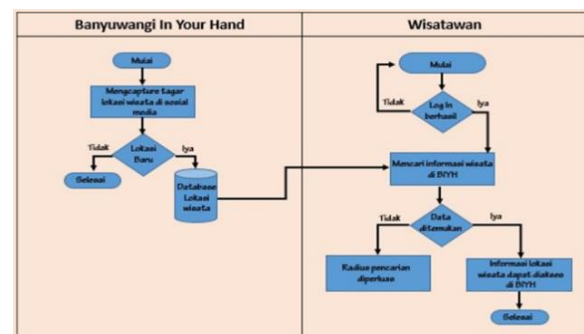 Banyuwangi In Your Hand
Mulai
Mengcapture tagar
lokasi wisata di sosial
media
Tidak
Lokasi
Baru
Iya
Selesai
Database
Lokasi
wisata
Wisatawan
Mulai
Tidak
Log In
berhasil
Iya
Mencari informasi wisata
di BIYH
Tidak
Data
ditemukan
Iya
Radius pencarian
diperluas
Informasi lokasi
wisata dapat diakses
di BIYH
Selesai